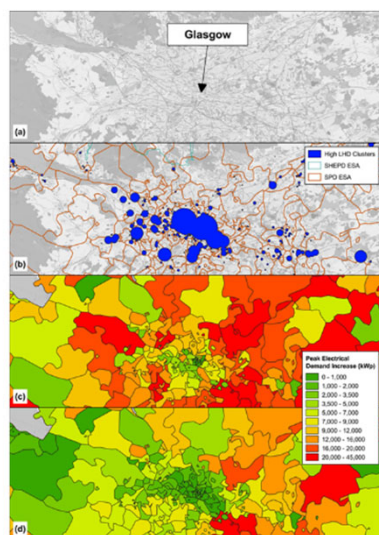 Glasgow
(a)
High LHD Clusters
SHEPD ESA
SPD ESA
(b)
Peak Electrical
Demand Increase (kWp)
0 - 1,000
1,000 - 2,000
2,000 - 3,500
3,500 - 5,000
5,000 - 7,000
7,000 - 9,000
9,000 - 12,000
12,000 - 16,000
16,000 - 20,000
20,000 - 45,000
(c)
(d)